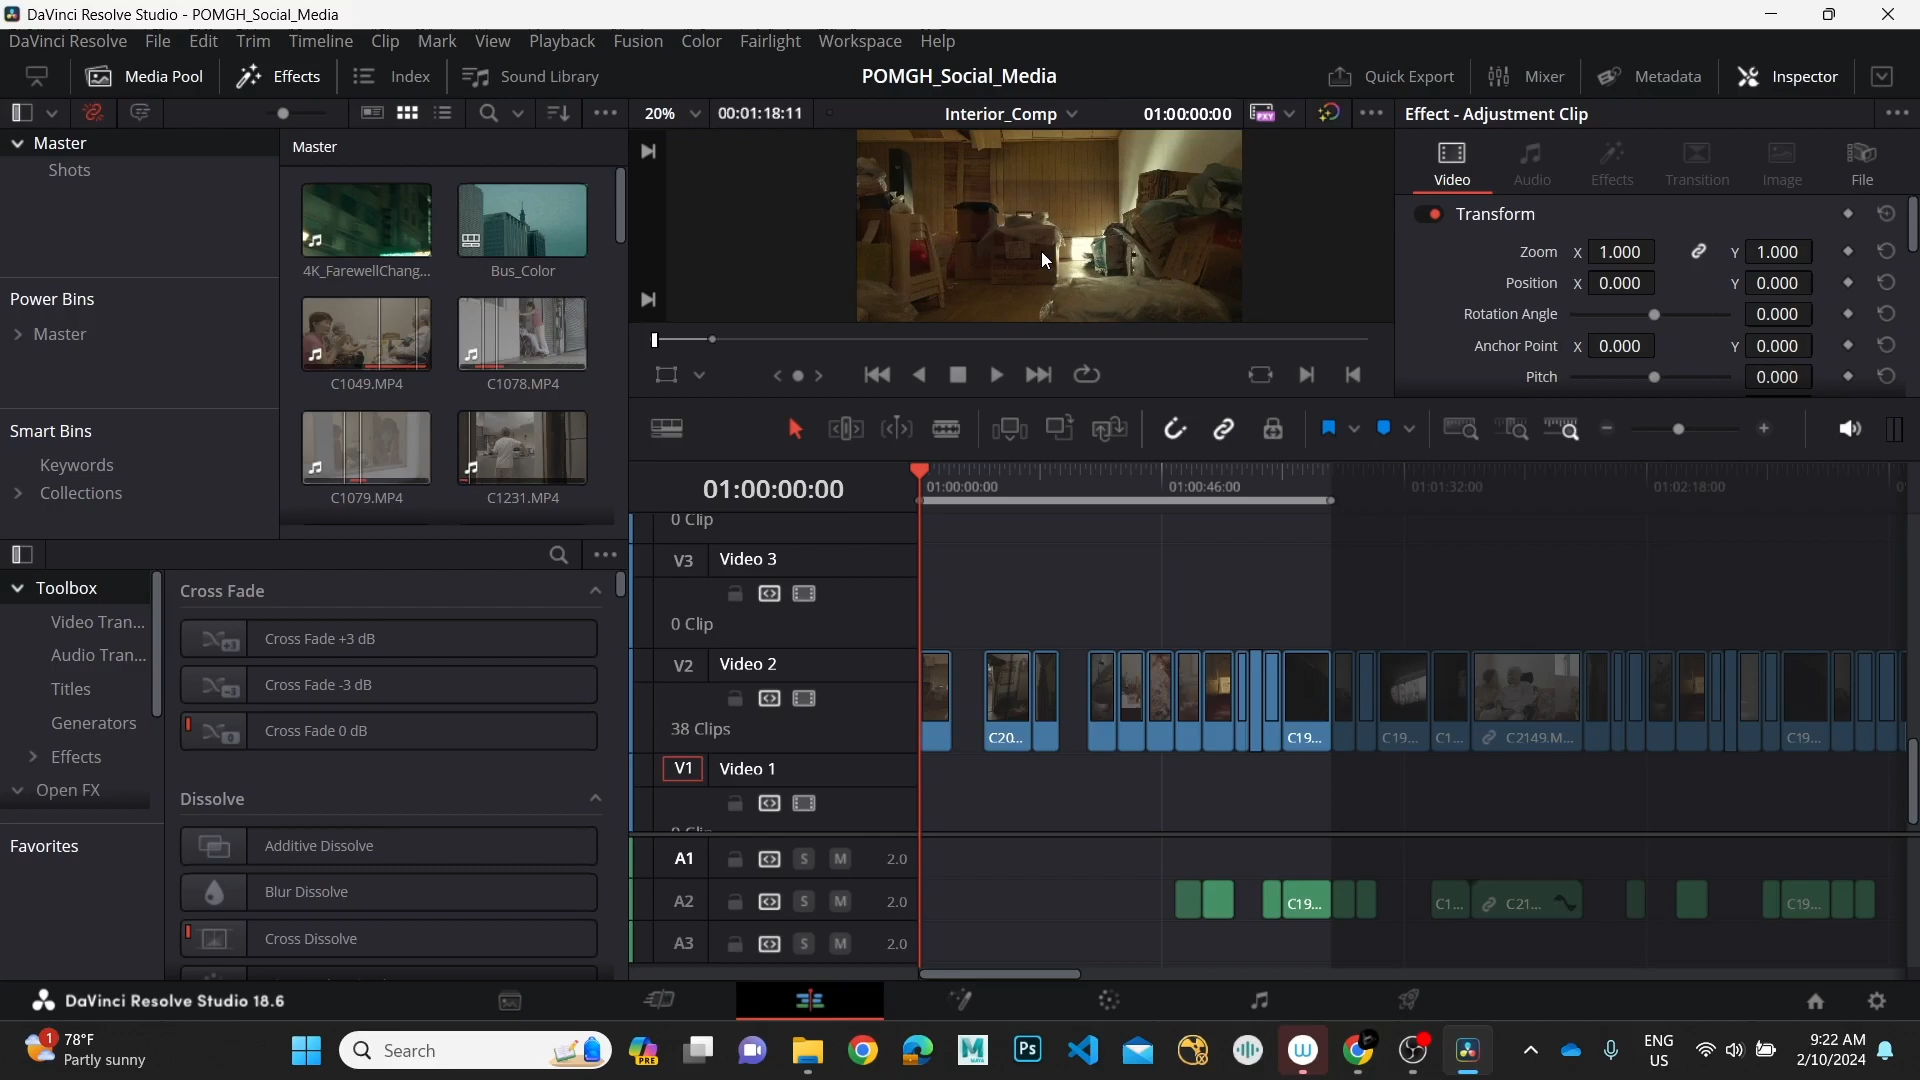 DaVinci Resolve Studio - POMGH_Social_Media
DaVinci Resolve File Edit Trim Timeline Clip Mark View Playback Fusion Color Fairlight Workspace Help
Media Pool Effects Index Sound Library POMGH_Social_Media Quick Export Mixer Metadata Inspector
20% 00:01:18:11 Interior_Comp 01:00:00:00 PXY Effect - Adjustment Clip
Master
Shots
Master
4K_FarewellChang... Bus_Color
C1049.MP4 C1078.MP4
C1079.MP4 C1231.MP4
Power Bins
Master
Smart Bins
Keywords
Collections
Video Audio Effects Transition Image File
Transform
Zoom X 1.000 Y 1.000
Position X 0.000 Y 0.000
Rotation Angle 0.000
Anchor Point X 0.000 Y 0.000
Pitch 0.000
Toolbox
Video Tran...
Audio Tran...
Titles
Generators
Effects
Open FX
Favorites
Cross Fade
Cross Fade +3 dB
Cross Fade -3 dB
Cross Fade 0 dB
Dissolve
Additive Dissolve
Blur Dissolve
Cross Dissolve
01:00:00:00
01:00:00:00 01:00:46:00 01:01:32:00 01:02:18:00
0 Clip
V3 Video 3
0 Clip
V2 Video 2
38 Clips
C20... C19... C19... C1... C2149.M... C19...
V1 Video 1
0 Clip
A1 S M 2.0
A2 S M 2.0
C19... C1... C21... C19...
A3 S M 2.0
DaVinci Resolve Studio 18.6
1 78°F
Partly sunny
Search
PRE
M
Ps
W
ENG
US
9:22 AM
2/10/2024